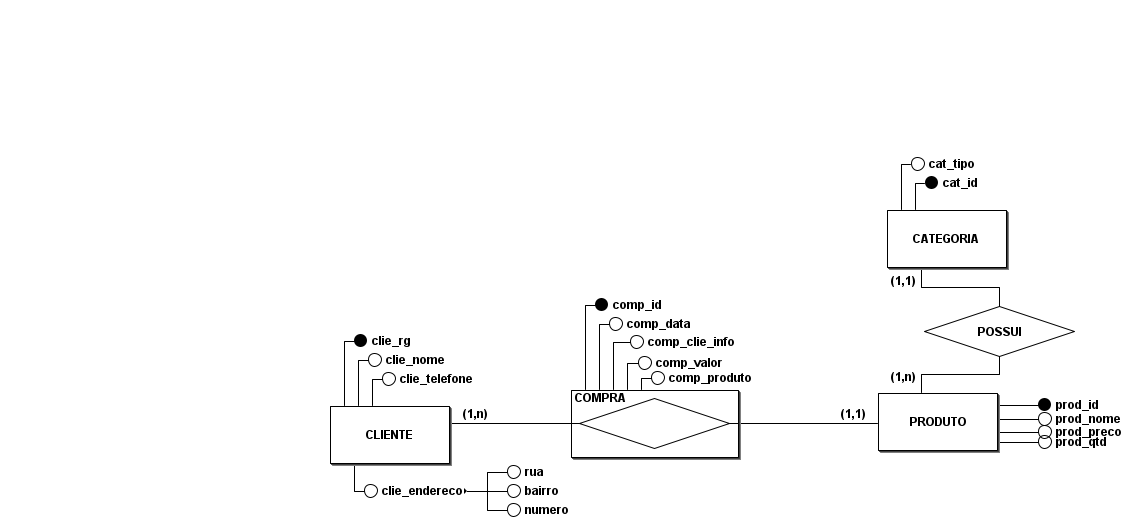 cat_tipo
cat_id
CATEGORIA
(1,1)
POSSUI
(1,n)
comp_id
comp_data
comp_clie_info
comp_valor
comp_produto
COMPRA
clie_rg
clie_nome
clie_telefone
CLIENTE
(1,n)
(1,1)
PRODUTO
prod_id
prod_nome
prod_preco
prod_qtd
clie_endereco
rua
bairro
numero